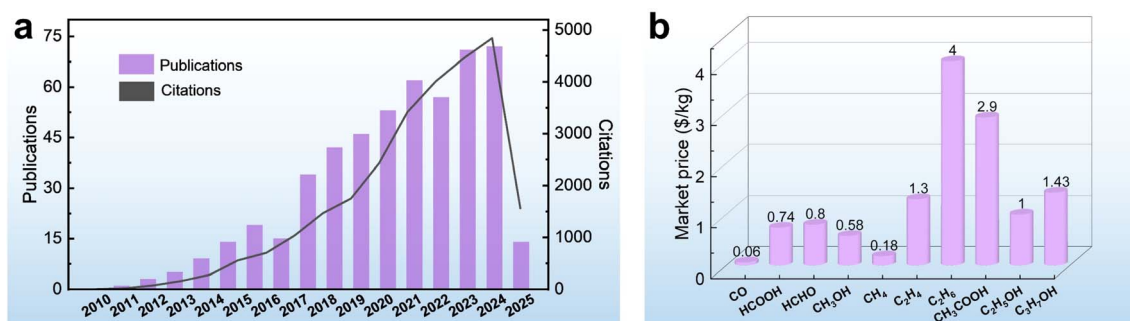 a
75
60
45
30
15
0
Publications
Publications
Citations
5000
4000
3000
2000
1000
0
Citations
2010 2011 2012 2013 2014 2015 2016 2017 2018 2019 2020 2021 2022 2023 2024 2025
b
4
3
2
1
0
Market price ($/kg)
0.06 0.74 0.8 0.58 0.18 1.3 4 2.9 1 1.43
CO HCOOH HCHO CH₃OH CH₄ C₂H₄ C₂H₆ CH₃COOH C₂H₅OH C₃H₇OH